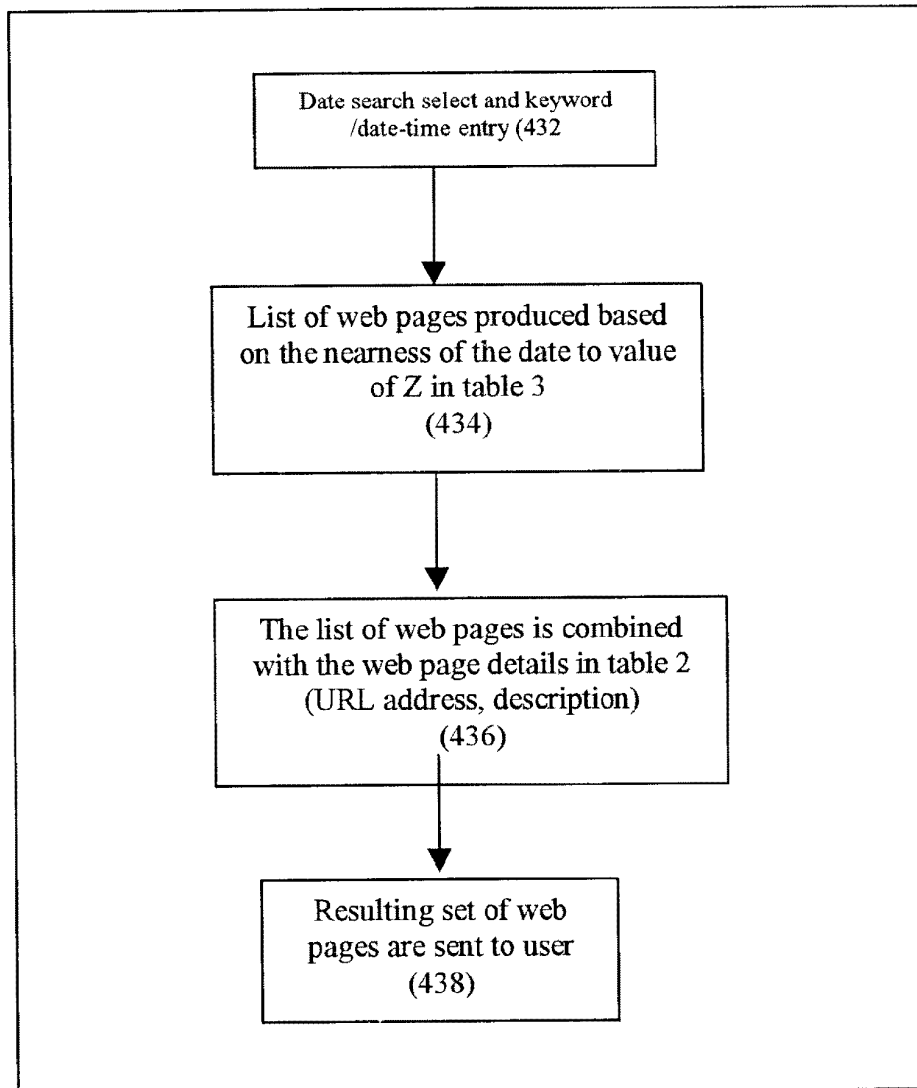 Date search select and keyword
/date-time entry (432
List of web pages produced based
on the nearness of the date to value
of Z in table 3
(434)
The list of web pages is combined
with the web page details in table 2
(URL address, description)
(436)
Resulting set of web
pages are sent to user
(438)